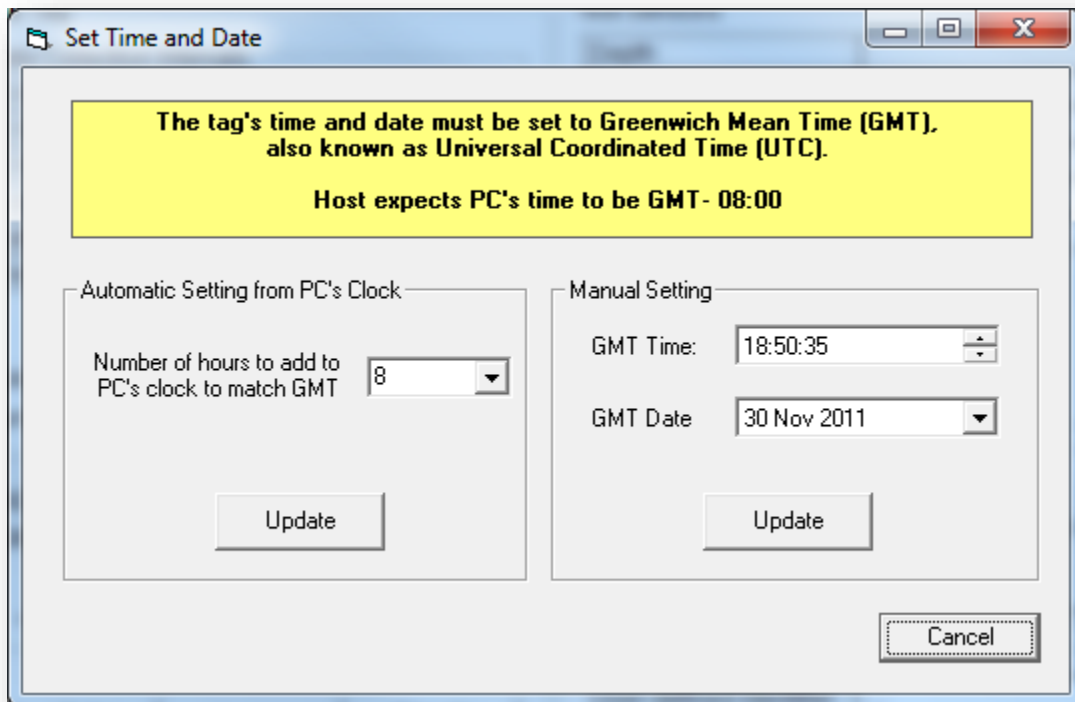 Set Time and Date
The tag's time and date must be set to Greenwich Mean Time (GMT),
also known as Universal Coordinated Time (UTC).
Host expects PC's time to be GMT- 08:00
Automatic Setting from PC's Clock
Number of hours to add to
PC's clock to match GMT
8
Update
Manual Setting
GMT Time:
18:50:35
GMT Date
30 Nov 2011
Update
Cancel